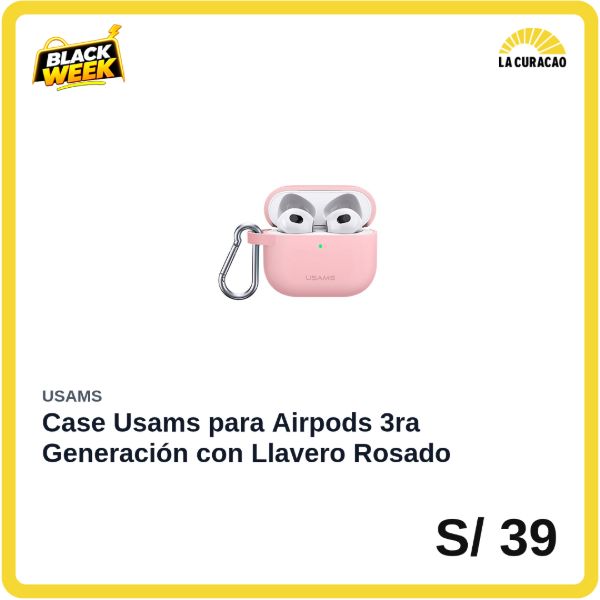 BLACK
WEEK
LA CURACAO
USAMS
USAMS
Case Usams para Airpods 3ra
Generación con Llavero Rosado
S/ 39